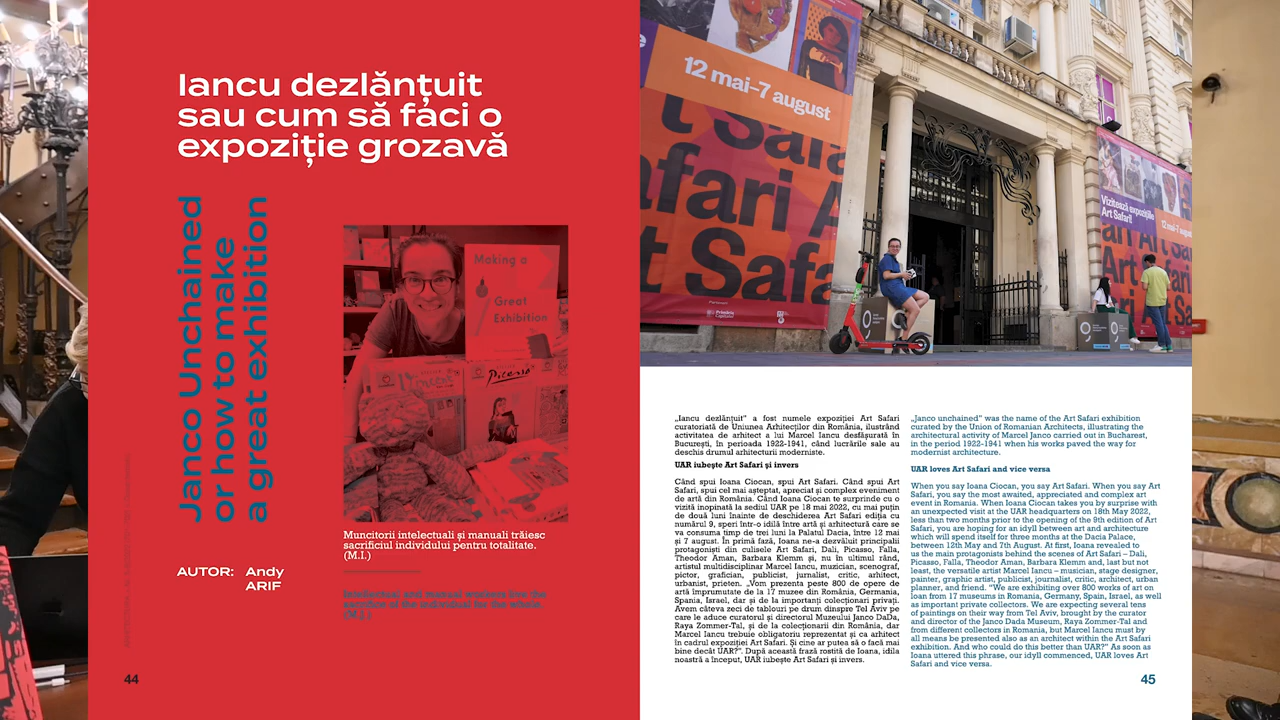 Iancu dezlănțuit
sau cum să faci o
expoziție grozavă
Janco Unchained
or how to make
a great exhibition
Making a
Great
Exhibition
Picasso
Muncitorii intelectuali și manuali trăiesc
sacrificiul individului pentru totalitate.
(M.I.)
Intellectual and manual workers live the
sacrifice of the individual for the whole.
(M.J.)
AUTOR: Andy
ARIF
44
12 mai–7 august
Art Safari
Art Safa
Vizitează expozițiile
Art Safari!
12 mai-7 august
„Iancu dezlănțuit” a fost numele expoziției Art Safari
curatoriată de Uniunea Arhitecților din România, ilustrând
activitatea de arhitect a lui Marcel Iancu desfășurată în
București, în perioada 1922-1941, când lucrările sale au
deschis drumul arhitecturii moderniste.
UAR iubește Art Safari și invers
Când spui Ioana Ciocan, spui Art Safari. Când spui Art
Safari, spui cel mai așteptat, apreciat și complex eveniment
de artă din România. Când Ioana Ciocan te surprinde cu o
vizită inopinată la sediul UAR pe 18 mai 2022, cu mai puțin
de două luni înainte de deschiderea Art Safari ediția cu
numărul 9, speri într-o idilă între artă și arhitectură care se
va consuma timp de trei luni la Palatul Dacia, între 12 mai
și 7 august. În primă fază, Ioana ne-a dezvăluit principalii
protagoniști din culisele Art Safari, Dali, Picasso, Falla,
Theodor Aman, Barbara Klemm și, nu în ultimul rând,
artistul multidisciplinar Marcel Iancu, muzician, scenograf,
pictor, grafician, publicist, jurnalist, critic, arhitect,
urbanist, prieten. „Vom prezenta peste 800 de opere de
artă împrumutate de la 17 muzee din România, Germania,
Spania, Israel, dar și de la importanți colecționari privați.
Avem câteva zeci de tablouri pe drum dinspre Tel Aviv pe
care le aduce curatorul și directorul Muzeului Janco DaDa,
Raya Zommer-Tal, și de la colecționarii din România, dar
Marcel Iancu trebuie obligatoriu reprezentat și ca arhitect
în cadrul expoziției Art Safari. Și cine ar putea să o facă mai
bine decât UAR?”. După această frază rostită de Ioana, idila
noastră a început, UAR iubește Art Safari și invers.
„Janco unchained” was the name of the Art Safari exhibition
curated by the Union of Romanian Architects, illustrating the
architectural activity of Marcel Janco carried out in Bucharest,
in the period 1922-1941 when his works paved the way for
modernist architecture.
UAR loves Art Safari and vice versa
When you say Ioana Ciocan, you say Art Safari. When you say Art
Safari, you say the most awaited, appreciated and complex art
event in Romania. When Ioana Ciocan takes you by surprise with
an unexpected visit at the UAR headquarters on 18th May 2022,
less than two months prior to the opening of the 9th edition of Art
Safari, you are hoping for an idyll between art and architecture
which will spend itself for three months at the Dacia Palace,
between 12th May and 7th August. At first, Ioana revealed to
us the main protagonists behind the scenes of Art Safari – Dali,
Picasso, Falla, Theodor Aman, Barbara Klemm and, last but not
least, the versatile artist Marcel Iancu – musician, stage designer,
painter, graphic artist, publicist, journalist, critic, architect, urban
planner, and friend. “We are exhibiting over 800 works of art on
loan from 17 museums in Romania, Germany, Spain, Israel, as well
as important private collectors. We are expecting several tens
of paintings on their way from Tel Aviv, brought by the curator
and director of the Janco Dada Museum, Raya Zommer-Tal and
from different collectors in Romania, but Marcel Janco must by
all means be presented also as an architect within the Art Safari
exhibition. And who could do this better than UAR?” As soon as
Ioana uttered this phrase, our idyll commenced, UAR loves Art
Safari and vice versa.
45